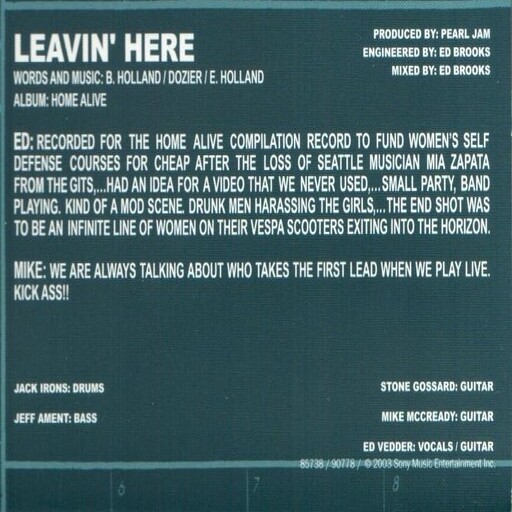 LEAVIN' HERE
WORDS AND MUSIC: B. HOLLAND / DOZIER / E. HOLLAND
ALBUM: HOME ALIVE
PRODUCED BY: PEARL JAM
ENGINEERED BY: ED BROOKS
MIXED BY: ED BROOKS
ED: RECORDED FOR THE HOME ALIVE COMPILATION RECORD TO FUND WOMEN'S SELF
DEFENSE COURSES FOR CHEAP AFTER THE LOSS OF SEATTLE MUSICIAN MIA ZAPATA
FROM THE GITS,...HAD AN IDEA FOR A VIDEO THAT WE NEVER USED,...SMALL PARTY, BAND
PLAYING. KIND OF A MOD SCENE. DRUNK MEN HARASSING THE GIRLS,...THE END SHOT WAS
TO BE AN INFINITE LINE OF WOMEN ON THEIR VESPA SCOOTERS EXITING INTO THE HORIZON.
MIKE: WE ARE ALWAYS TALKING ABOUT WHO TAKES THE FIRST LEAD WHEN WE PLAY LIVE.
KICK ASS!!
JACK IRONS: DRUMS
JEFF AMENT: BASS
STONE GOSSARD: GUITAR
MIKE MCCREADY: GUITAR
ED VEDDER: VOCALS / GUITAR
85738 / 90778 / © 2003 Sony Music Entertainment Inc.
6 7 8